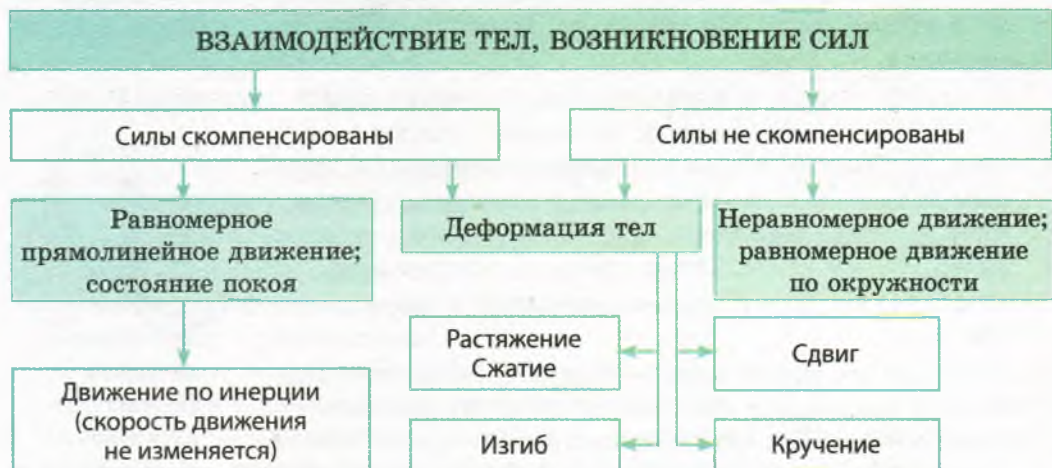 ВЗАИМОДЕЙСТВИЕ ТЕЛ, ВОЗНИКНОВЕНИЕ СИЛ
Силы скомпенсированы
Силы не скомпенсированы
Равномерное
прямолинейное движение;
состояние покоя
Деформация тел
Неравномерное движение;
равномерное движение
по окружности
Движение по инерции
(скорость движения
не изменяется)
Растяжение
Сжатие
Сдвиг
Изгиб
Кручение